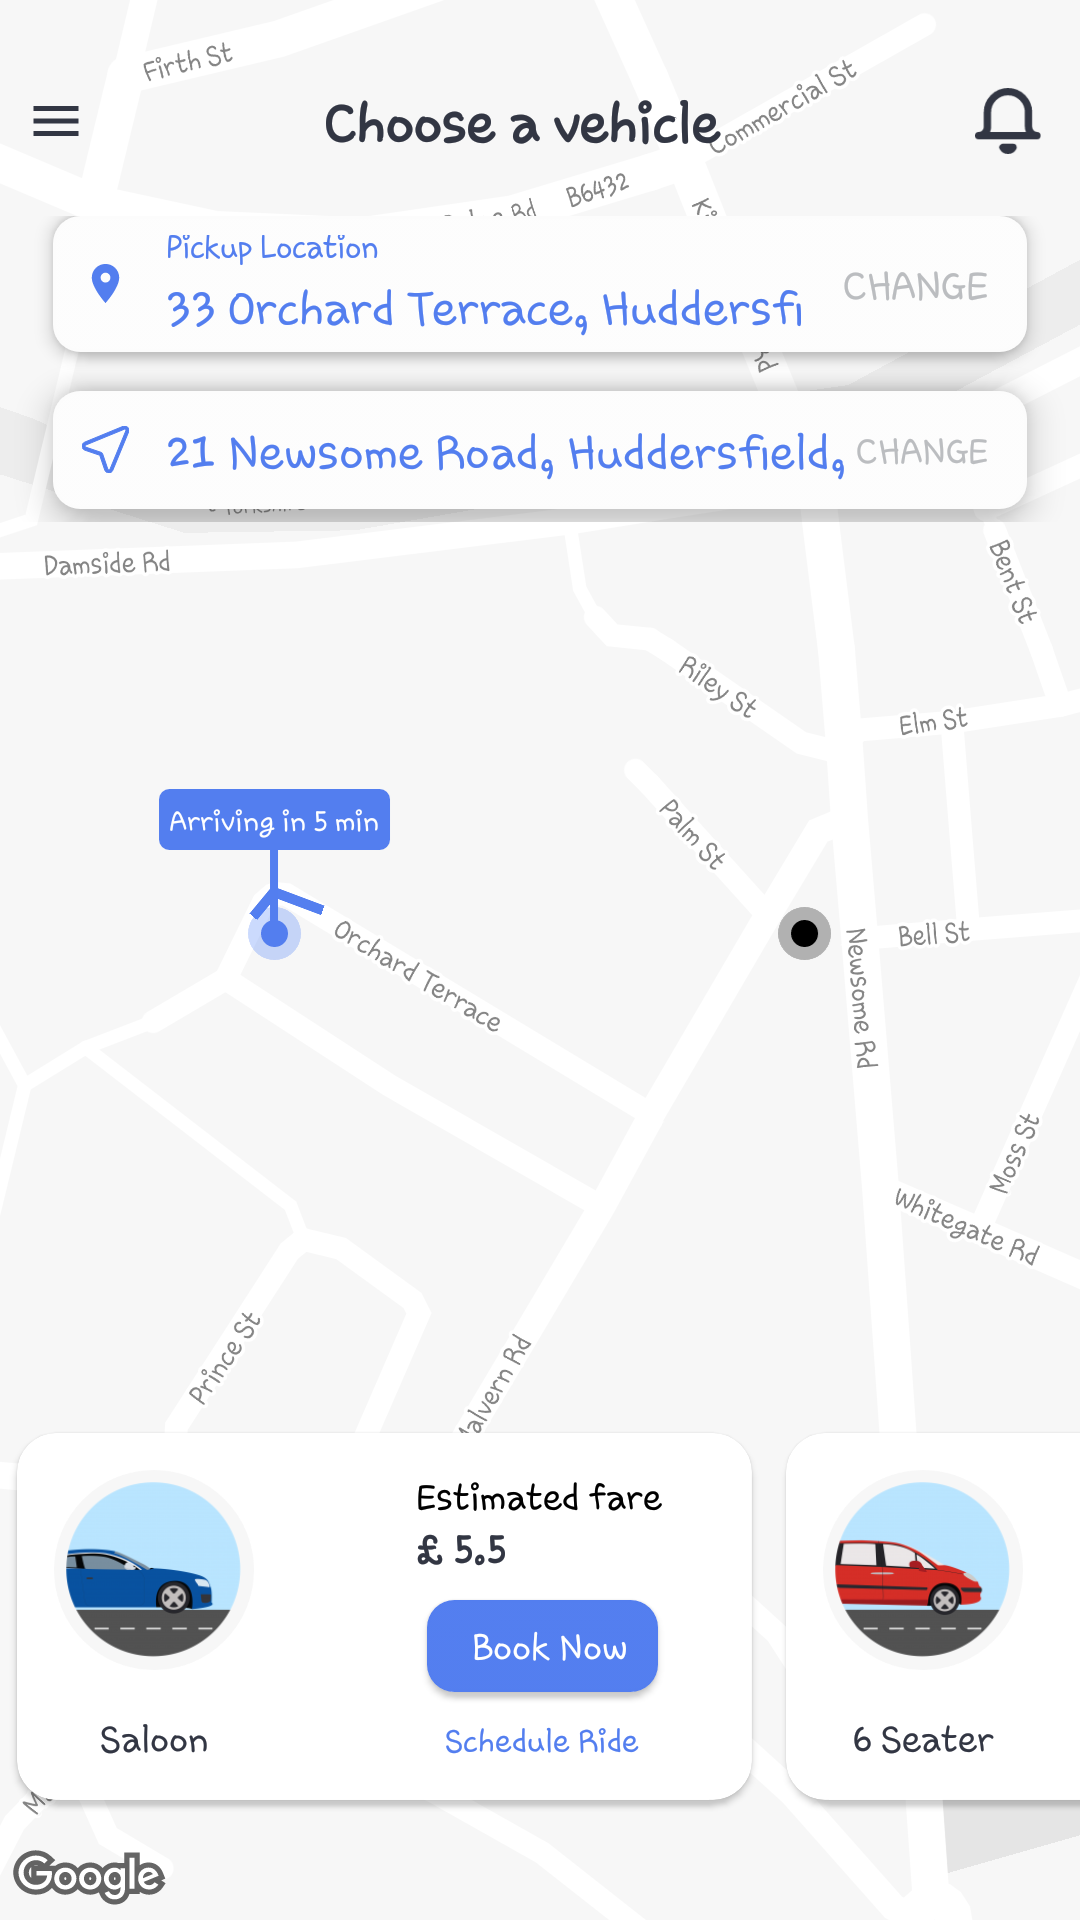 Firth St
Commercial St
Choose a vehicle
B6432
Rd
Pickup Location
33 Orchard Terrace, Huddersfi
CHANGE
21 Newsome Road, Huddersfield,
CHANGE
Damside Rd
Bent St
Riley St
Elm St
Arriving in 5 min
Palm St
Orchard Terrace
Newsome Rd
Bell St
Moss St
Whitegate Rd
Prince St
Malvern Rd
Estimated fare
£ 5.5
Book Now
Saloon
Schedule Ride
6 Seater
Google